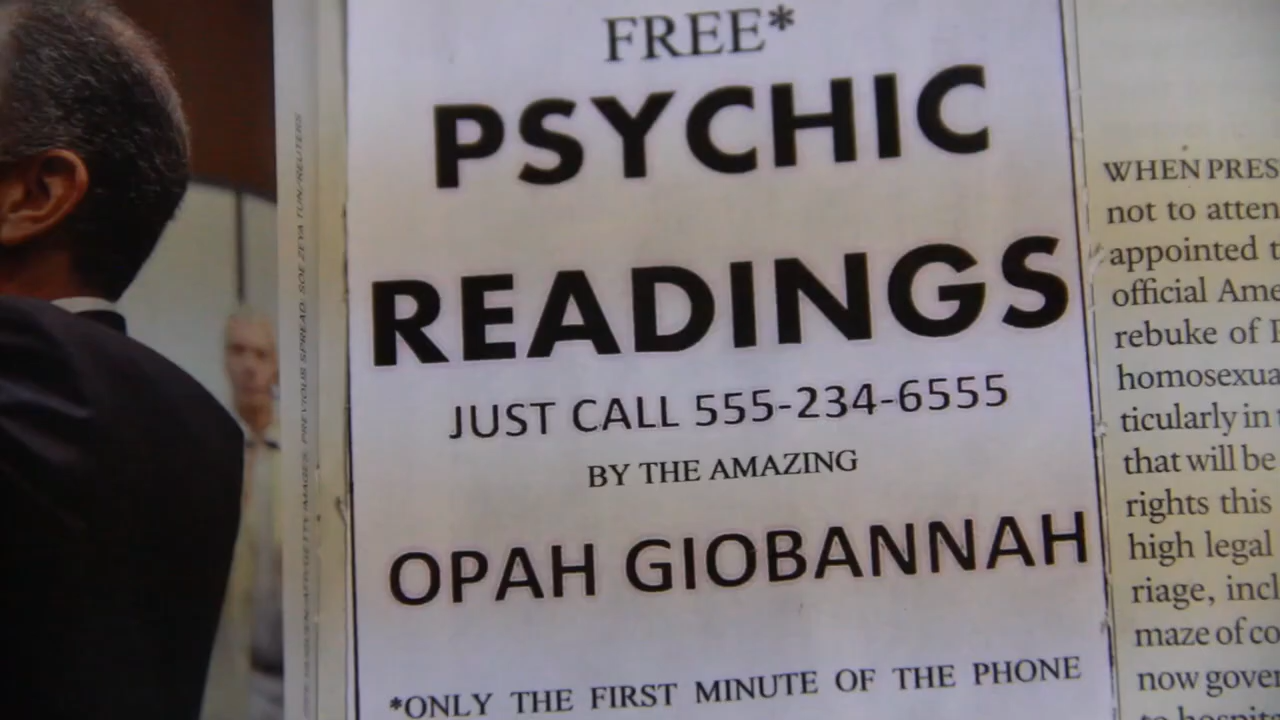 FREE*
PSYCHIC
READINGS
JUST CALL 555-234-6555
BY THE AMAZING
OPAH GIOBANNAH
*ONLY THE FIRST MINUTE OF THE PHONE
WHEN PRES
not to atten
appointed t
official Ame
rebuke of
homosexua
ticularly in
that will be
rights this
high legal
riage, incl
maze of co
now gover
to hospita